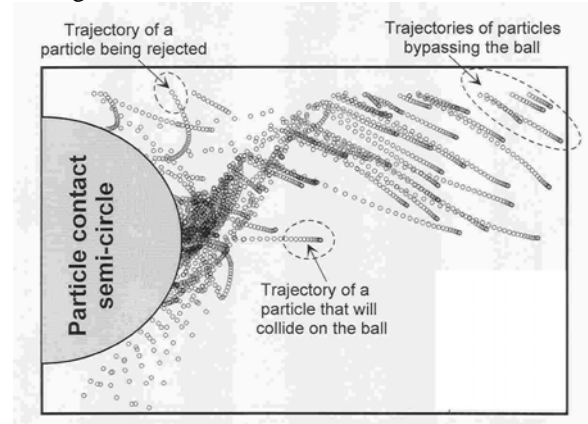 Trajectory of a
particle being rejected
Trajectories of particles
bypassing the ball
Particle contact
semi-circle
Trajectory of a
particle that will
collide on the ball